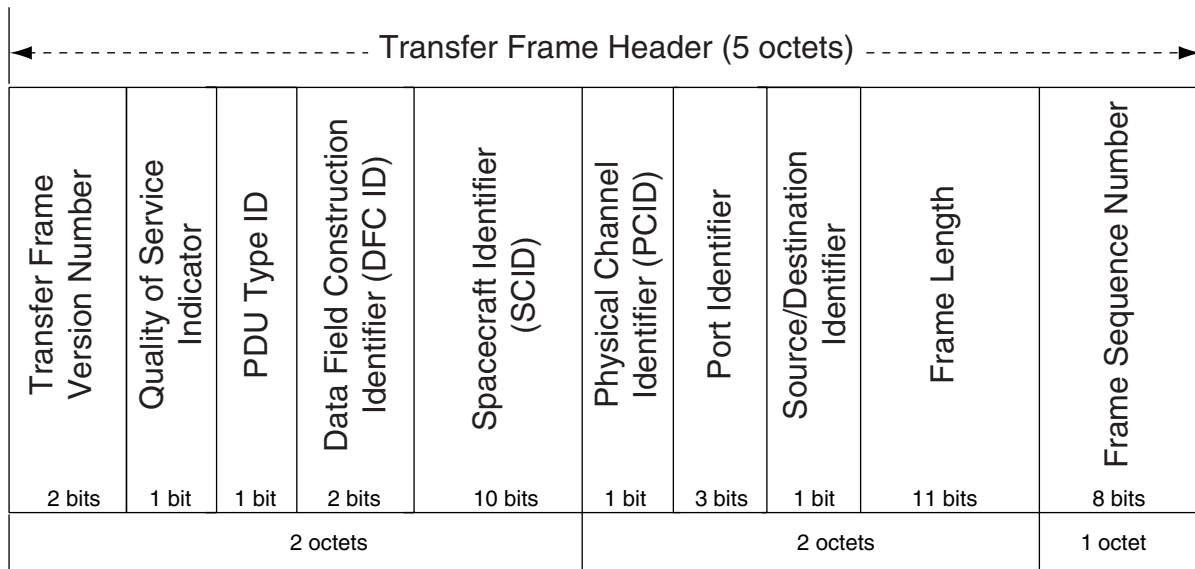 Transfer Frame Header (5 octets)
Transfer Frame
Version Number
Quality of Service
Indicator
PDU Type ID
Data Field Construction
Identifier (DFC ID)
Spacecraft Identifier
(SCID)
Physical Channel
Identifier (PCID)
Port Identifier
Source/Destination
Identifier
Frame Length
Frame Sequence Number
2 bits
1 bit
1 bit
2 bits
10 bits
1 bit
3 bits
1 bit
11 bits
8 bits
2 octets
2 octets
1 octet